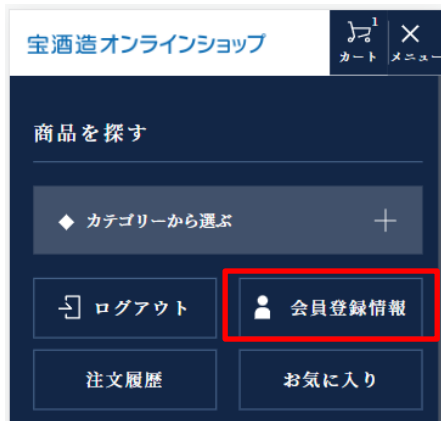 宝酒造オンラインショップ
1
カート
メニュー
商品を探す
カテゴリーから選ぶ
ログアウト
会員登録情報
注文履歴
お気に入り